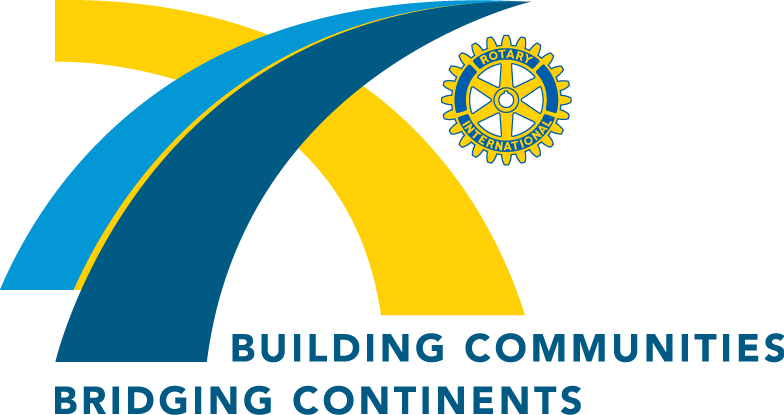 ROTARY
INTERNATIONAL
BUILDING COMMUNITIES
BRIDGING CONTINENTS